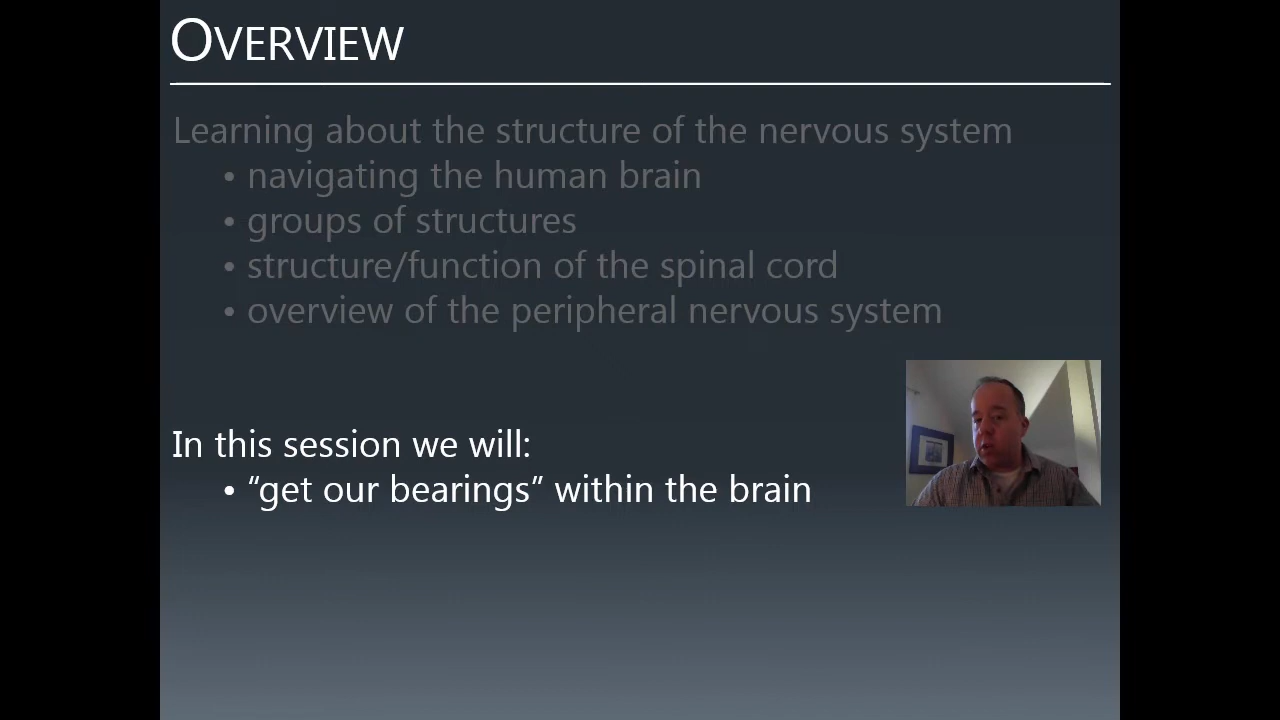 OVERVIEW
Learning about the structure of the nervous system
• navigating the human brain
• groups of structures
• structure/function of the spinal cord
• overview of the peripheral nervous system
In this session we will:
• “get our bearings” within the brain